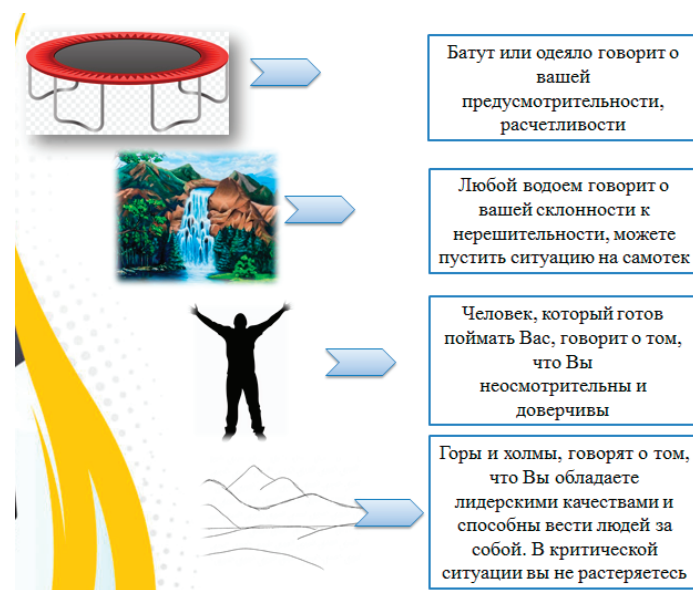 Батут или одеяло говорит о
вашей
предусмотрительности,
расчетливости
Любой водоем говорит о
вашей склонности к
нерешительности, можете
пустить ситуацию на самотек
Человек, который готов
поймать Вас, говорит о том,
что Вы
неосмотрительны и
доверчивы
Горы и холмы, говорят о том,
что Вы обладаете
лидерскими качествами и
способны вести людей за
собой. В критической
ситуации вы не растеряетесь